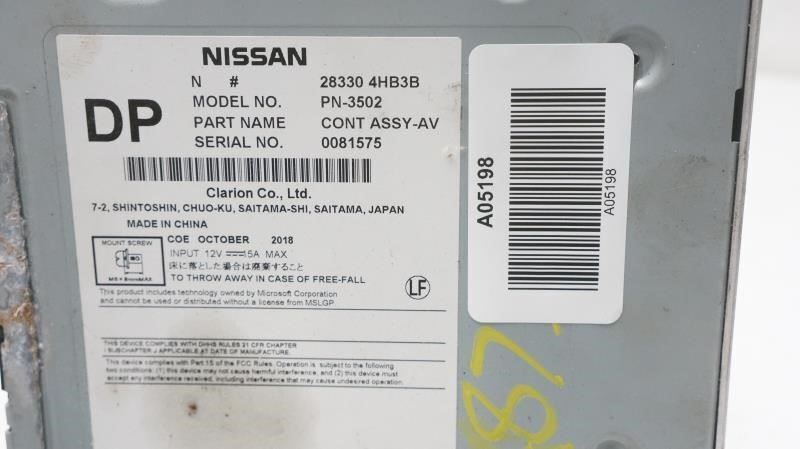 NISSAN
N # 28330 4HB3B
DP
MODEL NO. PN-3502
PART NAME CONT ASSY-AV
SERIAL NO. 0081575
Clarion Co., Ltd.
7-2, SHINTOSHIN, CHUO-KU, SAITAMA-SHI, SAITAMA, JAPAN
MADE IN CHINA
MOUNT SCREW
COE OCTOBER 2018
INPUT 12V 15A MAX
床に落とした場合は廃棄すること
M5 × 8mmMAX
TO THROW AWAY IN CASE OF FREE-FALL
LF
This product includes technology owned by Microsoft Corporation
and cannot be used or distributed without a license from MSLGP.
THIS DEVICE COMPLIES WITH DHHS RULES 21 CFR CHAPTER
I SUBCHAPTER J APPLICABLE AT DATE OF MANUFACTURE.
This device complies with Part 15 of the FCC Rules. Operation is subject to the following
two conditions: (1) this device may not cause harmful interference, and (2) this device must
accept any interference received, including interference that may cause undesired operation.
A05198
A05198
87